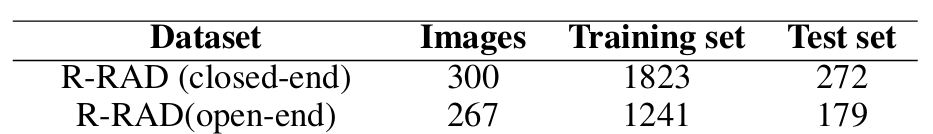 Dataset Images Training set Test set
R-RAD (closed-end) 300 1823 272
R-RAD(open-end) 267 1241 179